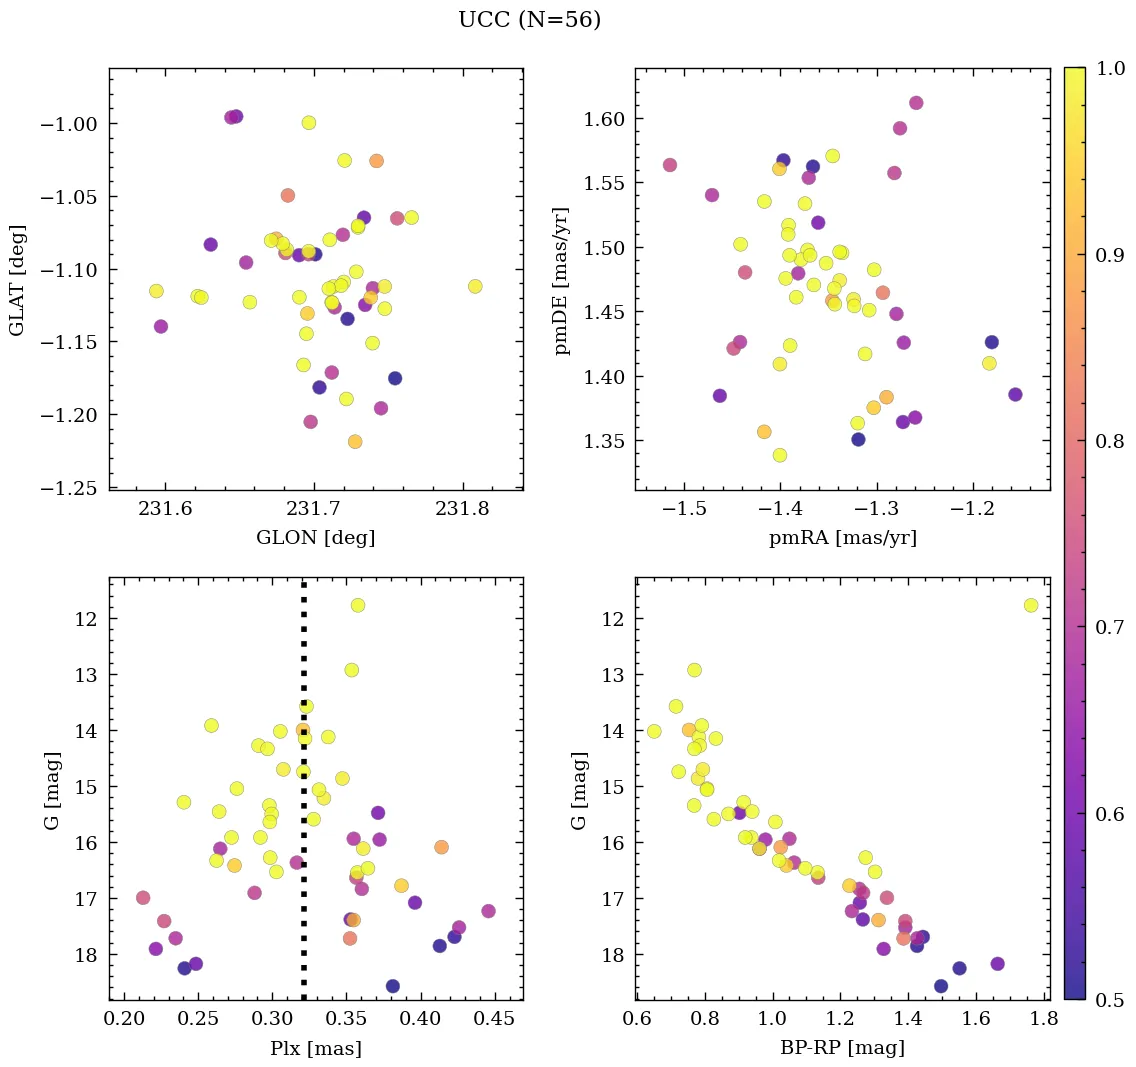 UCC (N=56)
−1.00
−1.05
−1.10
−1.15
−1.20
−1.25
GLAT [deg]
231.6 231.7 231.8
GLON [deg]
1.60
1.55
1.50
1.45
1.40
1.35
pmDE [mas/yr]
−1.5 −1.4 −1.3 −1.2
pmRA [mas/yr]
12
13
14
15
16
17
18
G [mag]
0.20 0.25 0.30 0.35 0.40 0.45
Plx [mas]
12
13
14
15
16
17
18
G [mag]
0.6 0.8 1.0 1.2 1.4 1.6 1.8
BP-RP [mag]
1.0
0.9
0.8
0.7
0.6
0.5